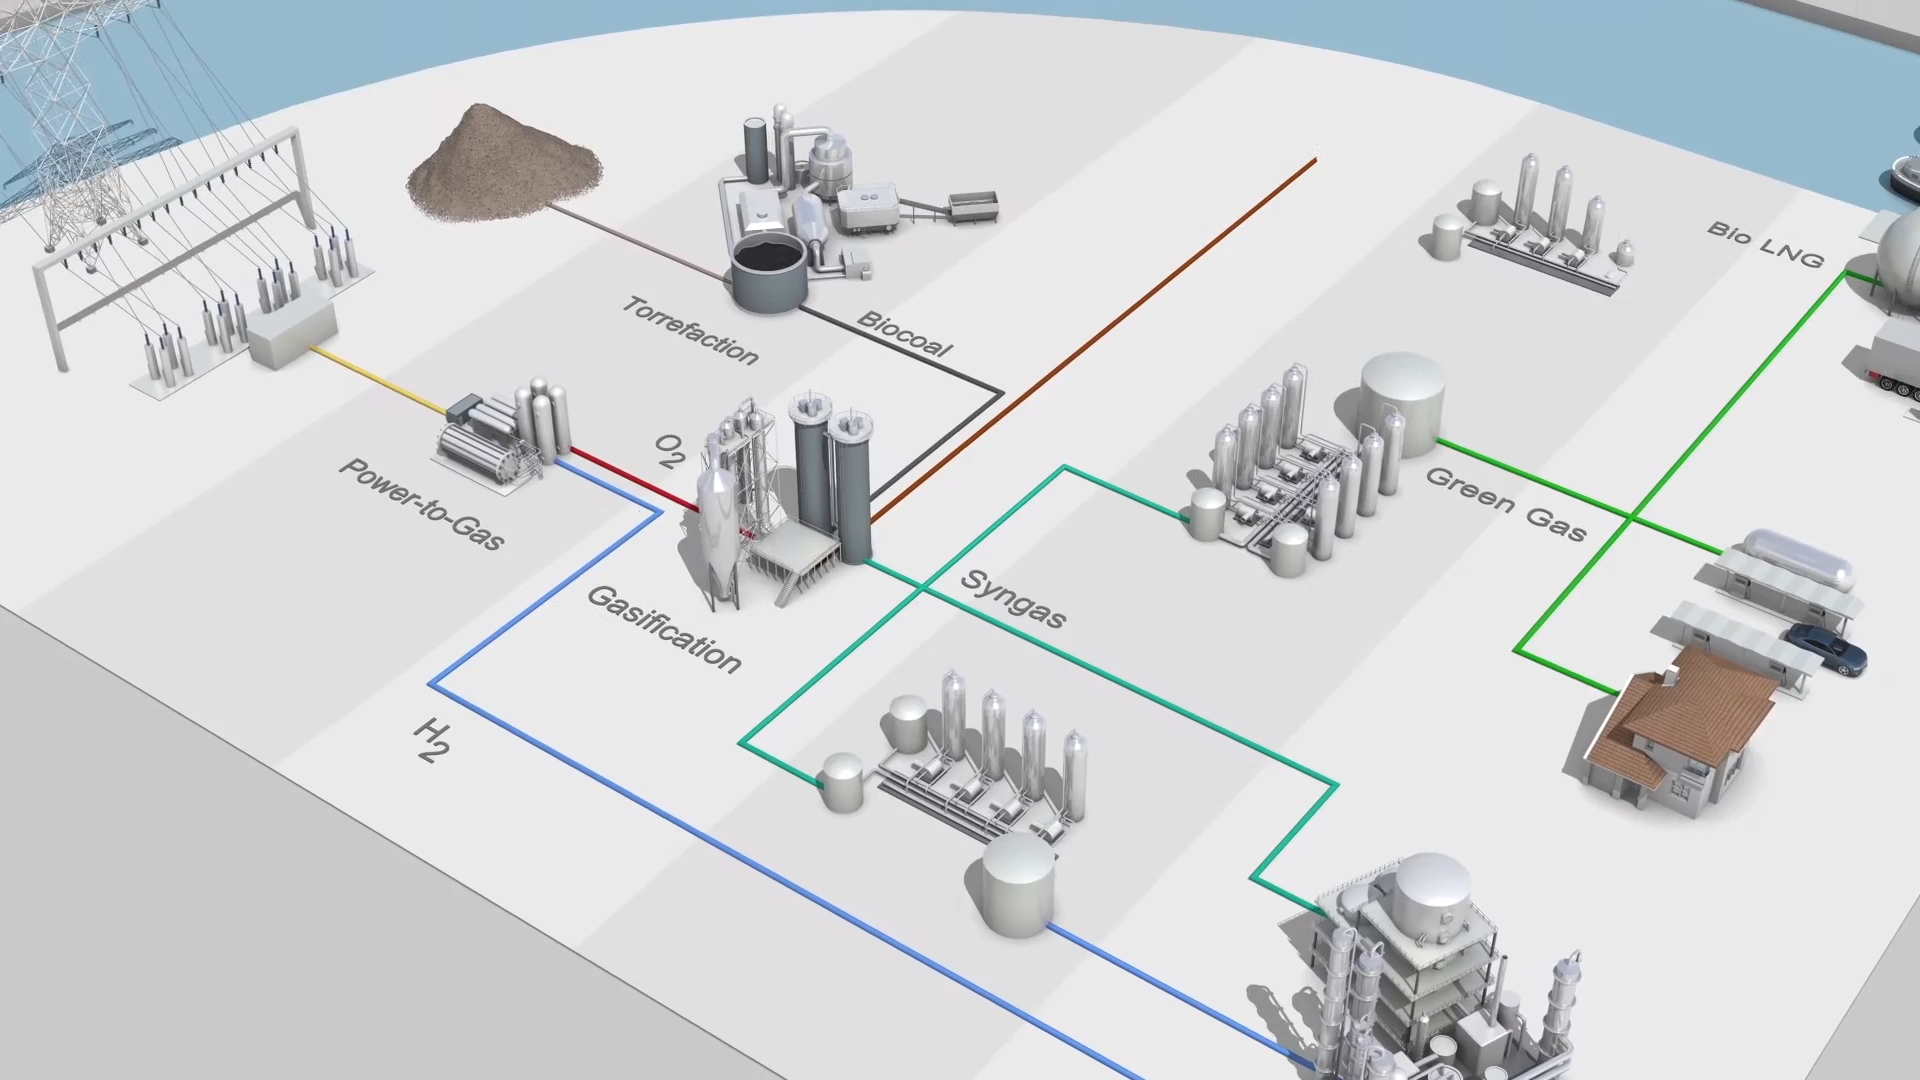 Bio LNG
Torrefaction
Biocoal
O2
Power-to-Gas
Green Gas
Gasification
Syngas
H2